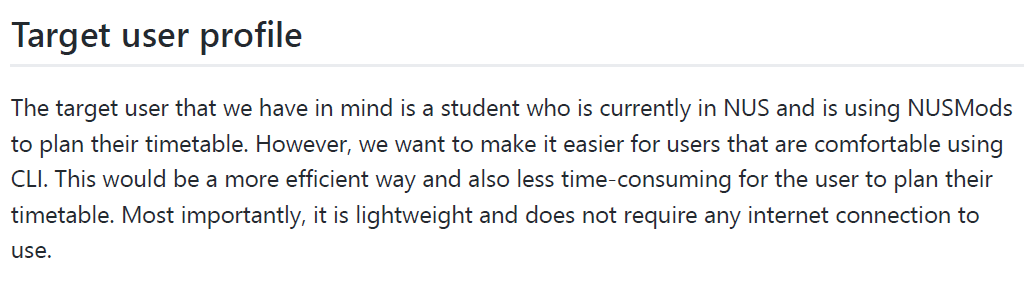 Target user profile
The target user that we have in mind is a student who is currently in NUS and is using NUSMods
to plan their timetable. However, we want to make it easier for users that are comfortable using
CLI. This would be a more efficient way and also less time-consuming for the user to plan their
timetable. Most importantly, it is lightweight and does not require any internet connection to
use.